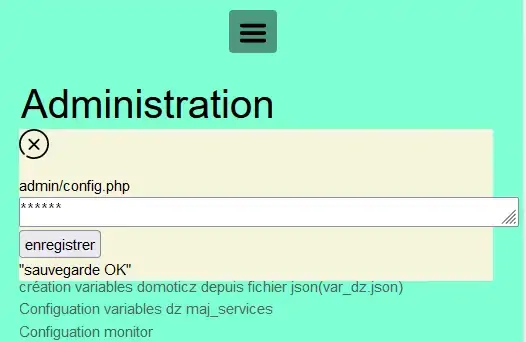 Administration
admin/config.php
******
enregistrer
"sauvegarde OK"
création variables domoticz depuis fichier json(var_dz.json)
Configuation variables dz maj_services
Configuation monitor